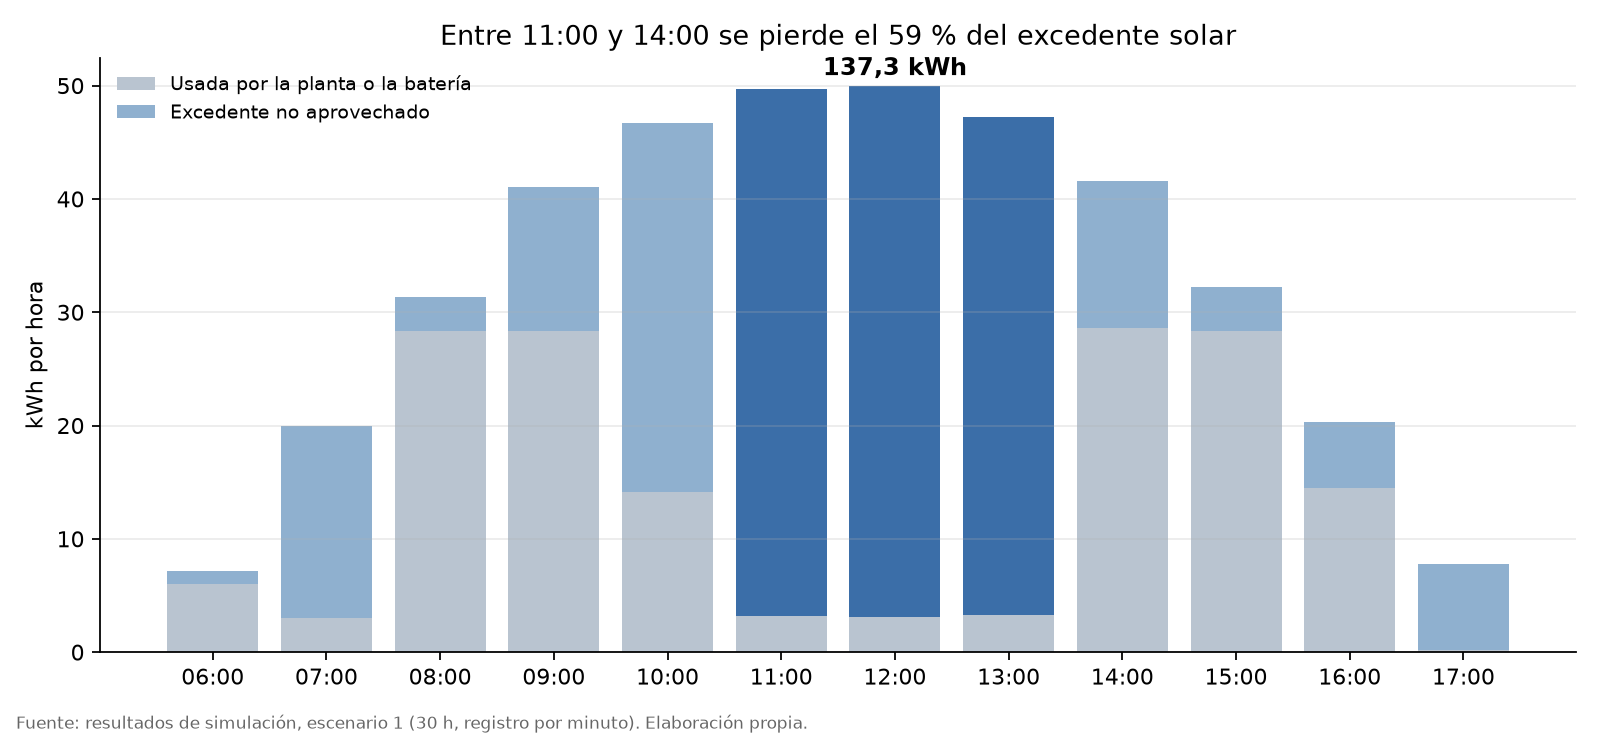 Entre 11:00 y 14:00 se pierde el 59 % del excedente solar
137,3 kWh
Usada por la planta o la batería
Excedente no aprovechado
kWh por hora
50
40
30
20
10
0
06:00 07:00 08:00 09:00 10:00 11:00 12:00 13:00 14:00 15:00 16:00 17:00
Fuente: resultados de simulación, escenario 1 (30 h, registro por minuto). Elaboración propia.